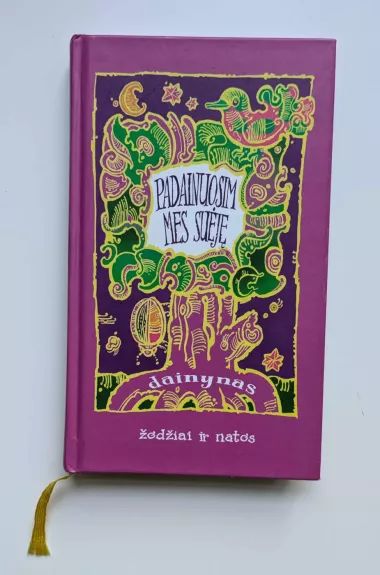 PADAINUOSIM
MES SUĖJĘ
dainynas
žodžiai ir natos